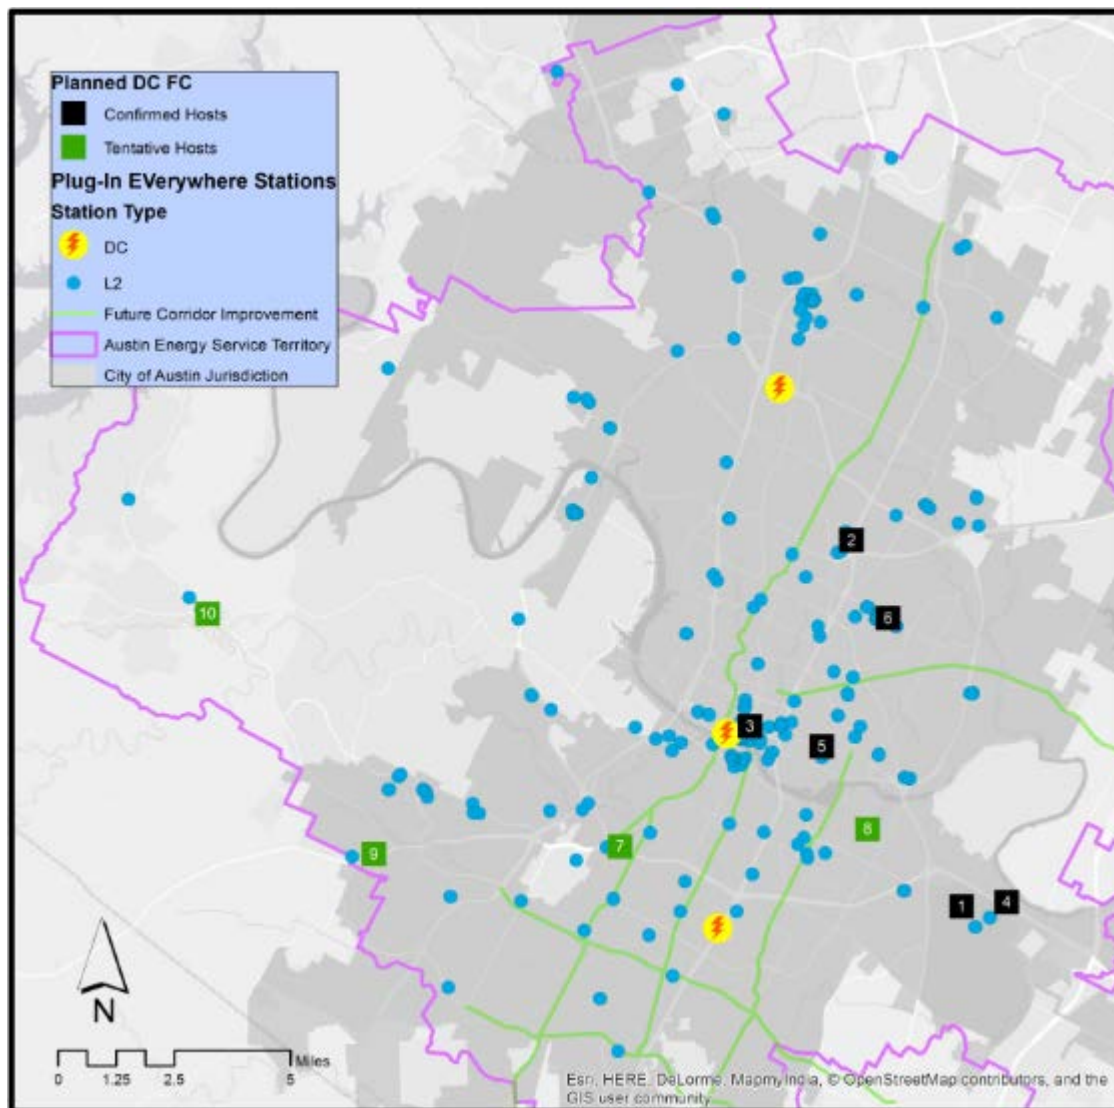 Planned DC FC
Confirmed Hosts
Tentative Hosts
Plug-In EVerywhere Stations
Station Type
DC
L2
Future Corridor Improvement
Austin Energy Service Territory
City of Austin Jurisdiction
2
6
10
3
5
8
7
9
1
4
N
Miles
0 1.25 2.5 5
Esri, HERE, DeLorme, MapmyIndia, © OpenStreetMap contributors, and the
GIS user community